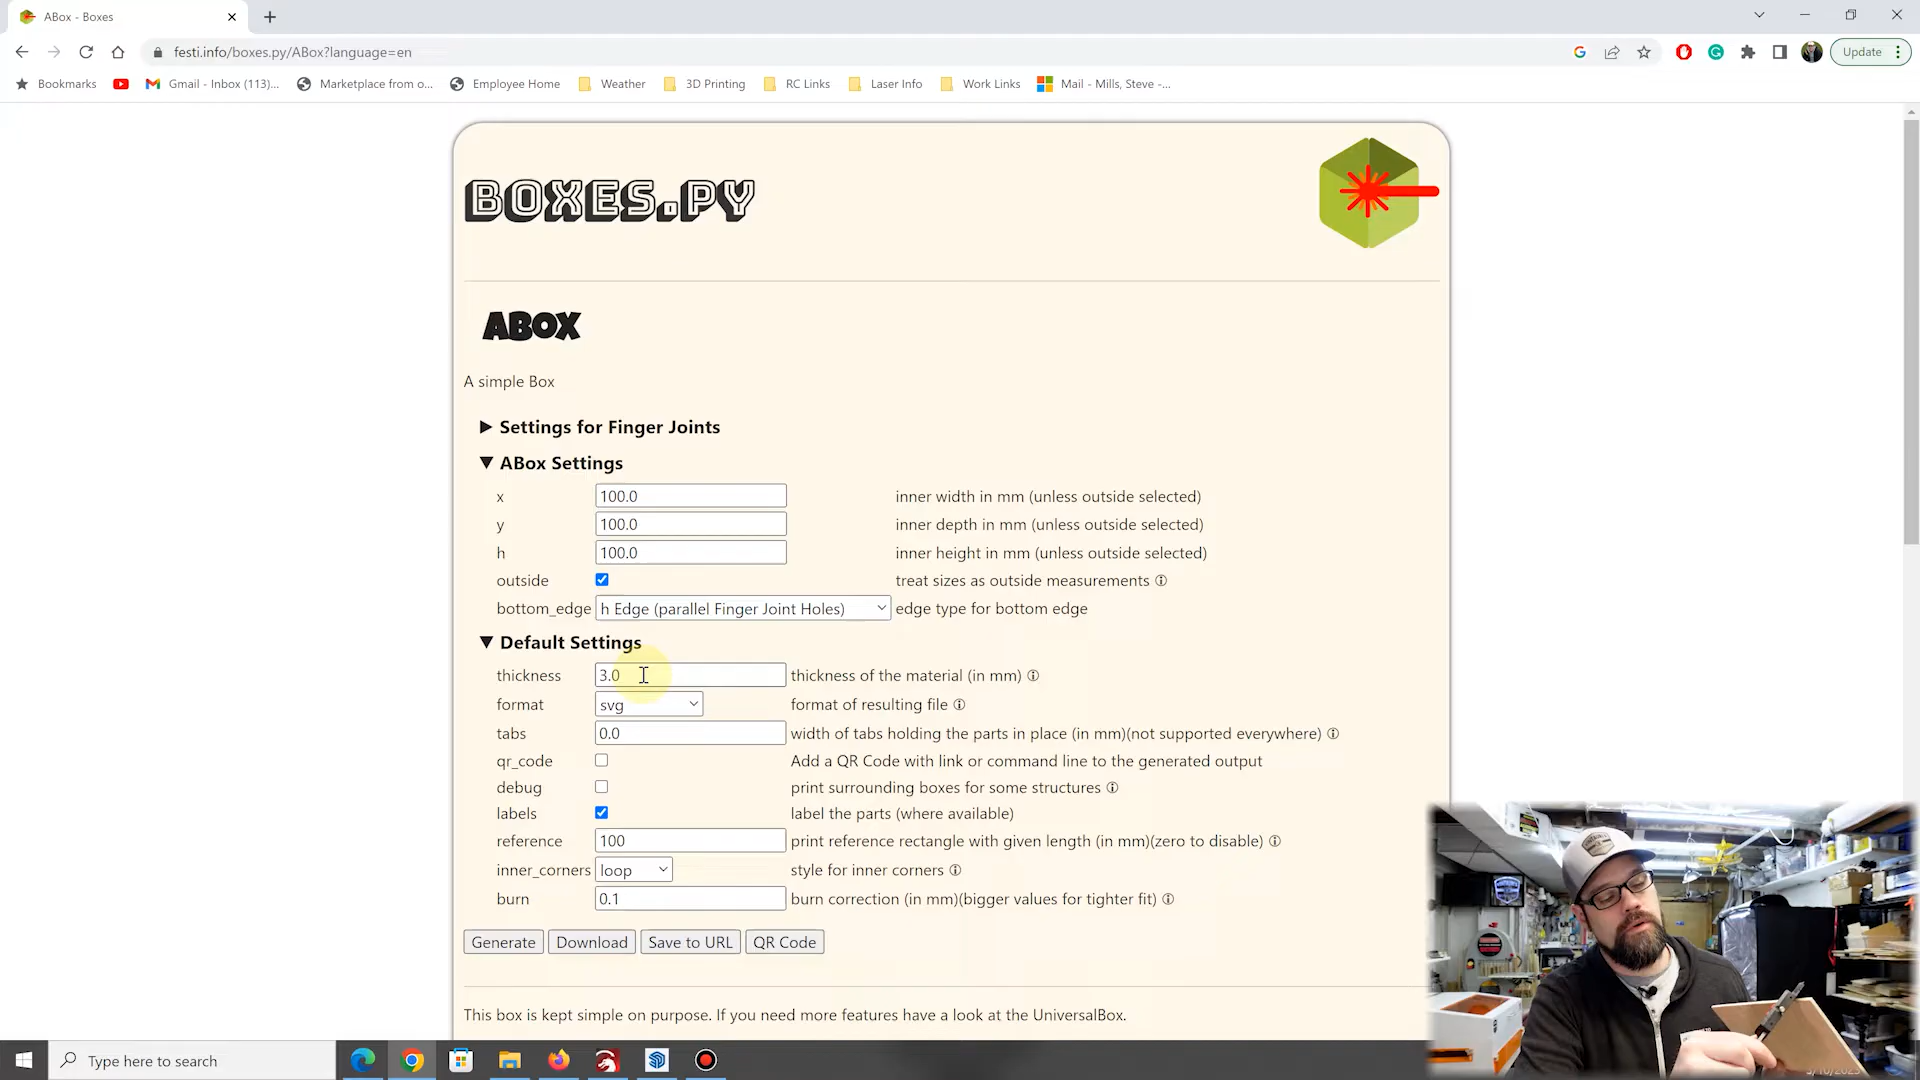 ABox - Boxes
festi.info/boxes.py/ABox?language=en
Update
Bookmarks
Gmail - Inbox (113)...
Marketplace from o...
Employee Home
Weather
3D Printing
RC Links
Laser Info
Work Links
Mail - Mills, Steve -...
BOXES.PY
ABOX
A simple Box
Settings for Finger Joints
ABox Settings
x 100.0 inner width in mm (unless outside selected)
y 100.0 inner depth in mm (unless outside selected)
h 100.0 inner height in mm (unless outside selected)
outside treat sizes as outside measurements
bottom_edge h Edge (parallel Finger Joint Holes) edge type for bottom edge
Default Settings
thickness 3.0 thickness of the material (in mm)
format svg format of resulting file
tabs 0.0 width of tabs holding the parts in place (in mm)(not supported everywhere)
qr_code Add a QR Code with link or command line to the generated output
debug print surrounding boxes for some structures
labels label the parts (where available)
reference 100 print reference rectangle with given length (in mm)(zero to disable)
inner_corners loop style for inner corners
burn 0.1 burn correction (in mm)(bigger values for tighter fit)
Generate Download Save to URL QR Code
This box is kept simple on purpose. If you need more features have a look at the UniversalBox.
Type here to search